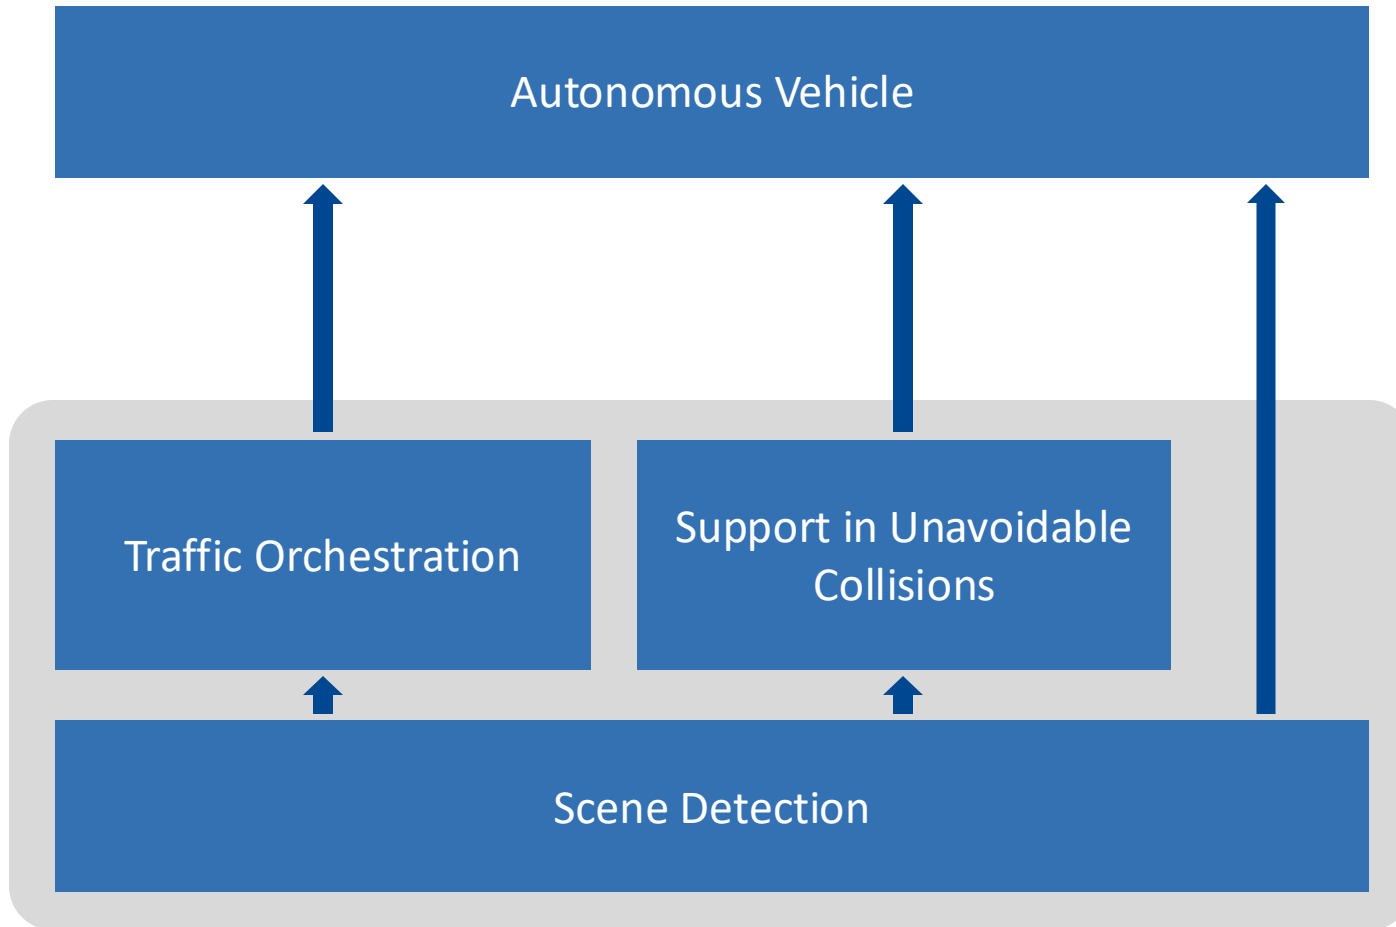 Autonomous Vehicle
Traffic Orchestration
Support in Unavoidable
Collisions
Scene Detection